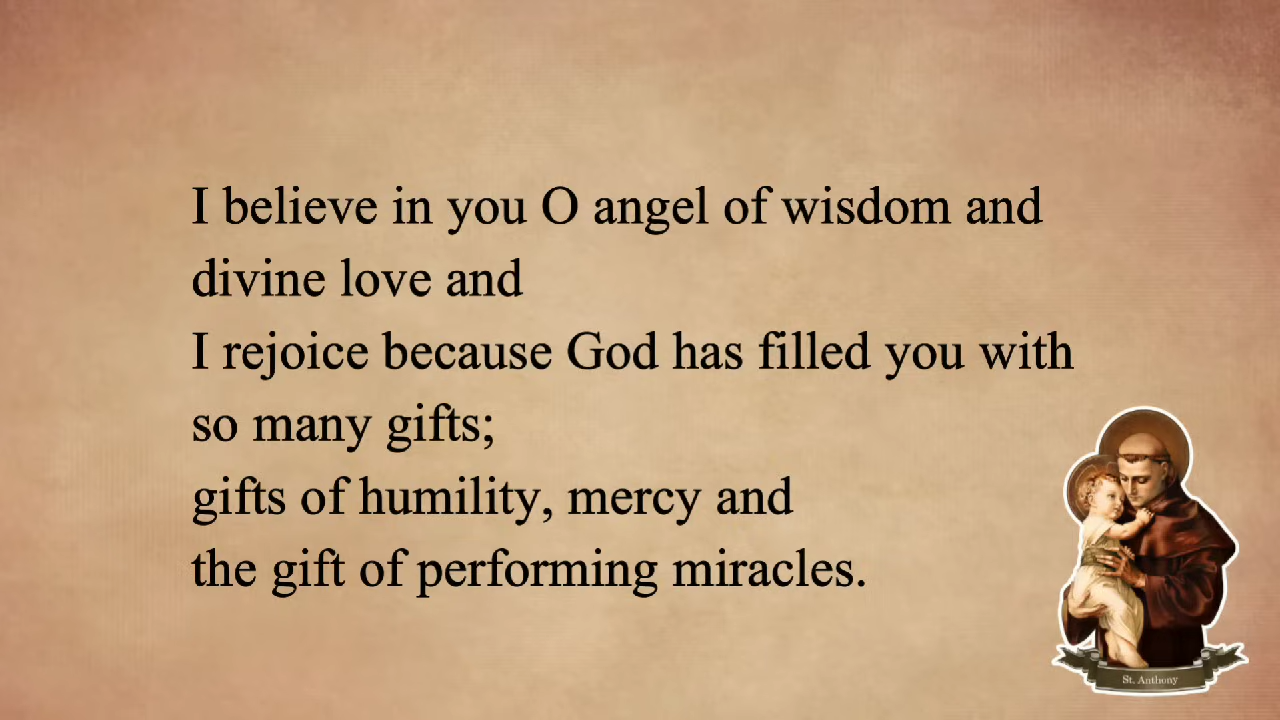 I believe in you O angel of wisdom and
divine love and
I rejoice because God has filled you with
so many gifts;
gifts of humility, mercy and
the gift of performing miracles.
St. Anthony